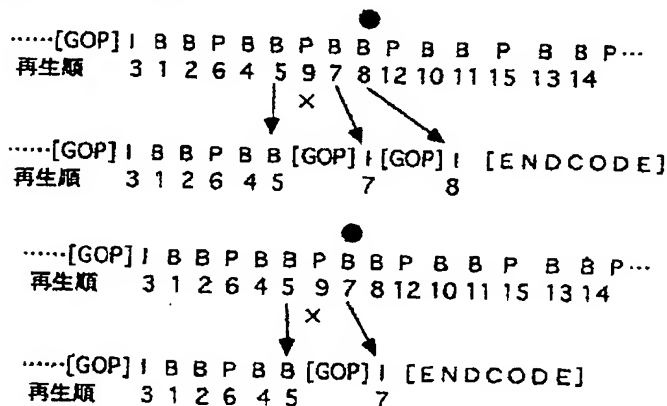 ……[GOP] I B B P B B P B B P B B P B B P…
再生順 3 1 2 6 4 5 9 7 8 12 10 11 15 13 14
×
……[GOP] I B B P B B [GOP] I [GOP] I [ENDCODE]
再生順 3 1 2 6 4 5 7 8
……[GOP] I B B P B B P B B P B B P B B P…
再生順 3 1 2 6 4 5 9 7 8 12 10 11 15 13 14
×
……[GOP] I B B P B B [GOP] I [ENDCODE]
再生順 3 1 2 6 4 5 7